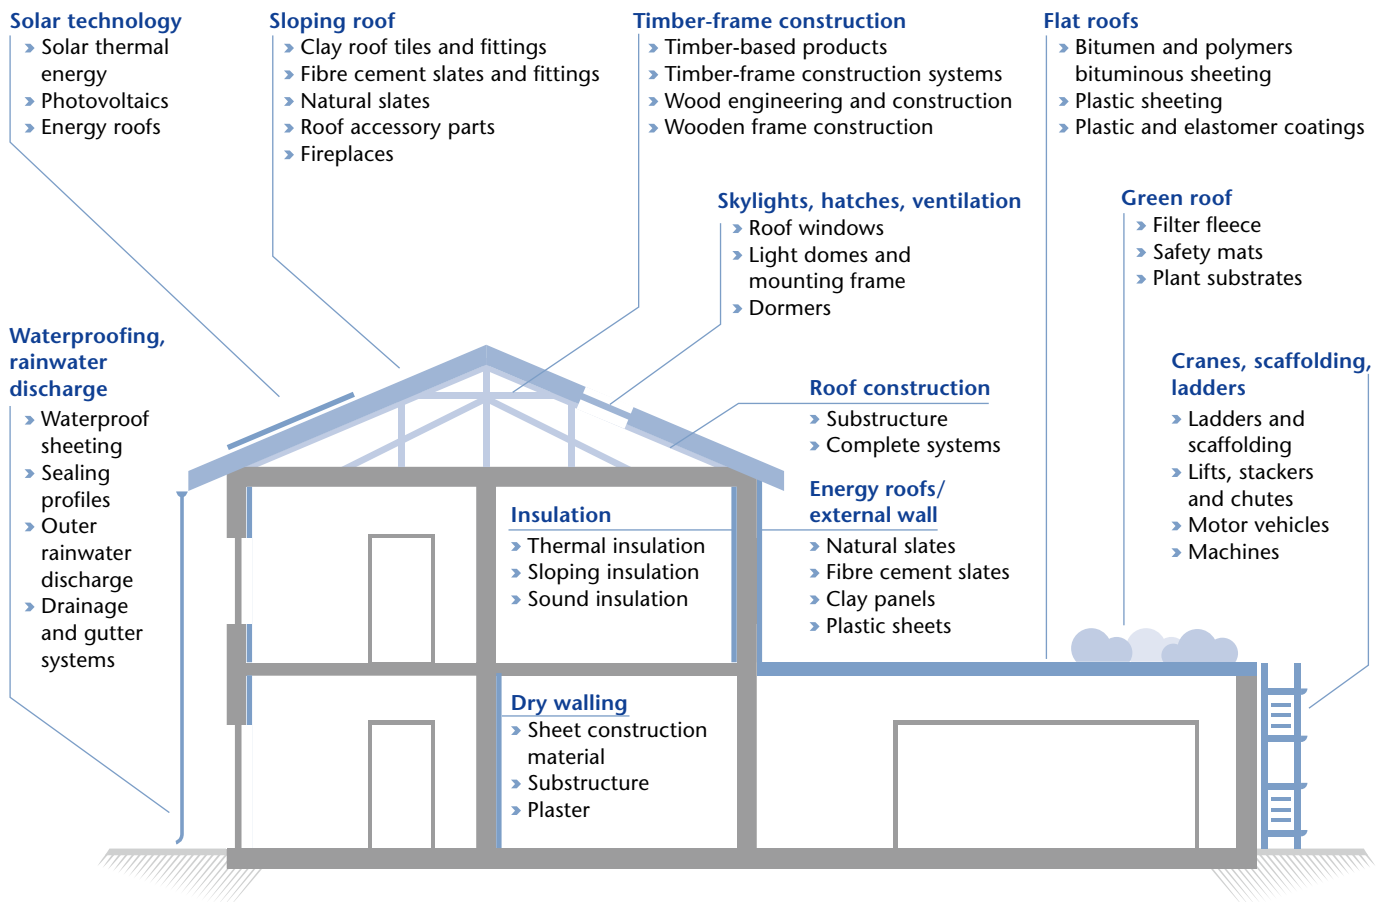 Solar technology
Solar thermal
energy
Photovoltaics
Energy roofs
Sloping roof
Clay roof tiles and fittings
Fibre cement slates and fittings
Natural slates
Roof accessory parts
Fireplaces
Timber-frame construction
Timber-based products
Timber-frame construction systems
Wood engineering and construction
Wooden frame construction
Flat roofs
Bitumen and polymers
bituminous sheeting
Plastic sheeting
Plastic and elastomer coatings
Skylights, hatches, ventilation
Roof windows
Light domes and
mounting frame
Dormers
Green roof
Filter fleece
Safety mats
Plant substrates
Waterproofing,
rainwater
discharge
Waterproof
sheeting
Sealing
profiles
Outer
rainwater
discharge
Drainage
and gutter
systems
Roof construction
Substructure
Complete systems
Cranes, scaffolding,
ladders
Ladders and
scaffolding
Lifts, stackers
and chutes
Motor vehicles
Machines
Insulation
Thermal insulation
Sloping insulation
Sound insulation
Energy roofs/
external wall
Natural slates
Fibre cement slates
Clay panels
Plastic sheets
Dry walling
Sheet construction
material
Substructure
Plaster